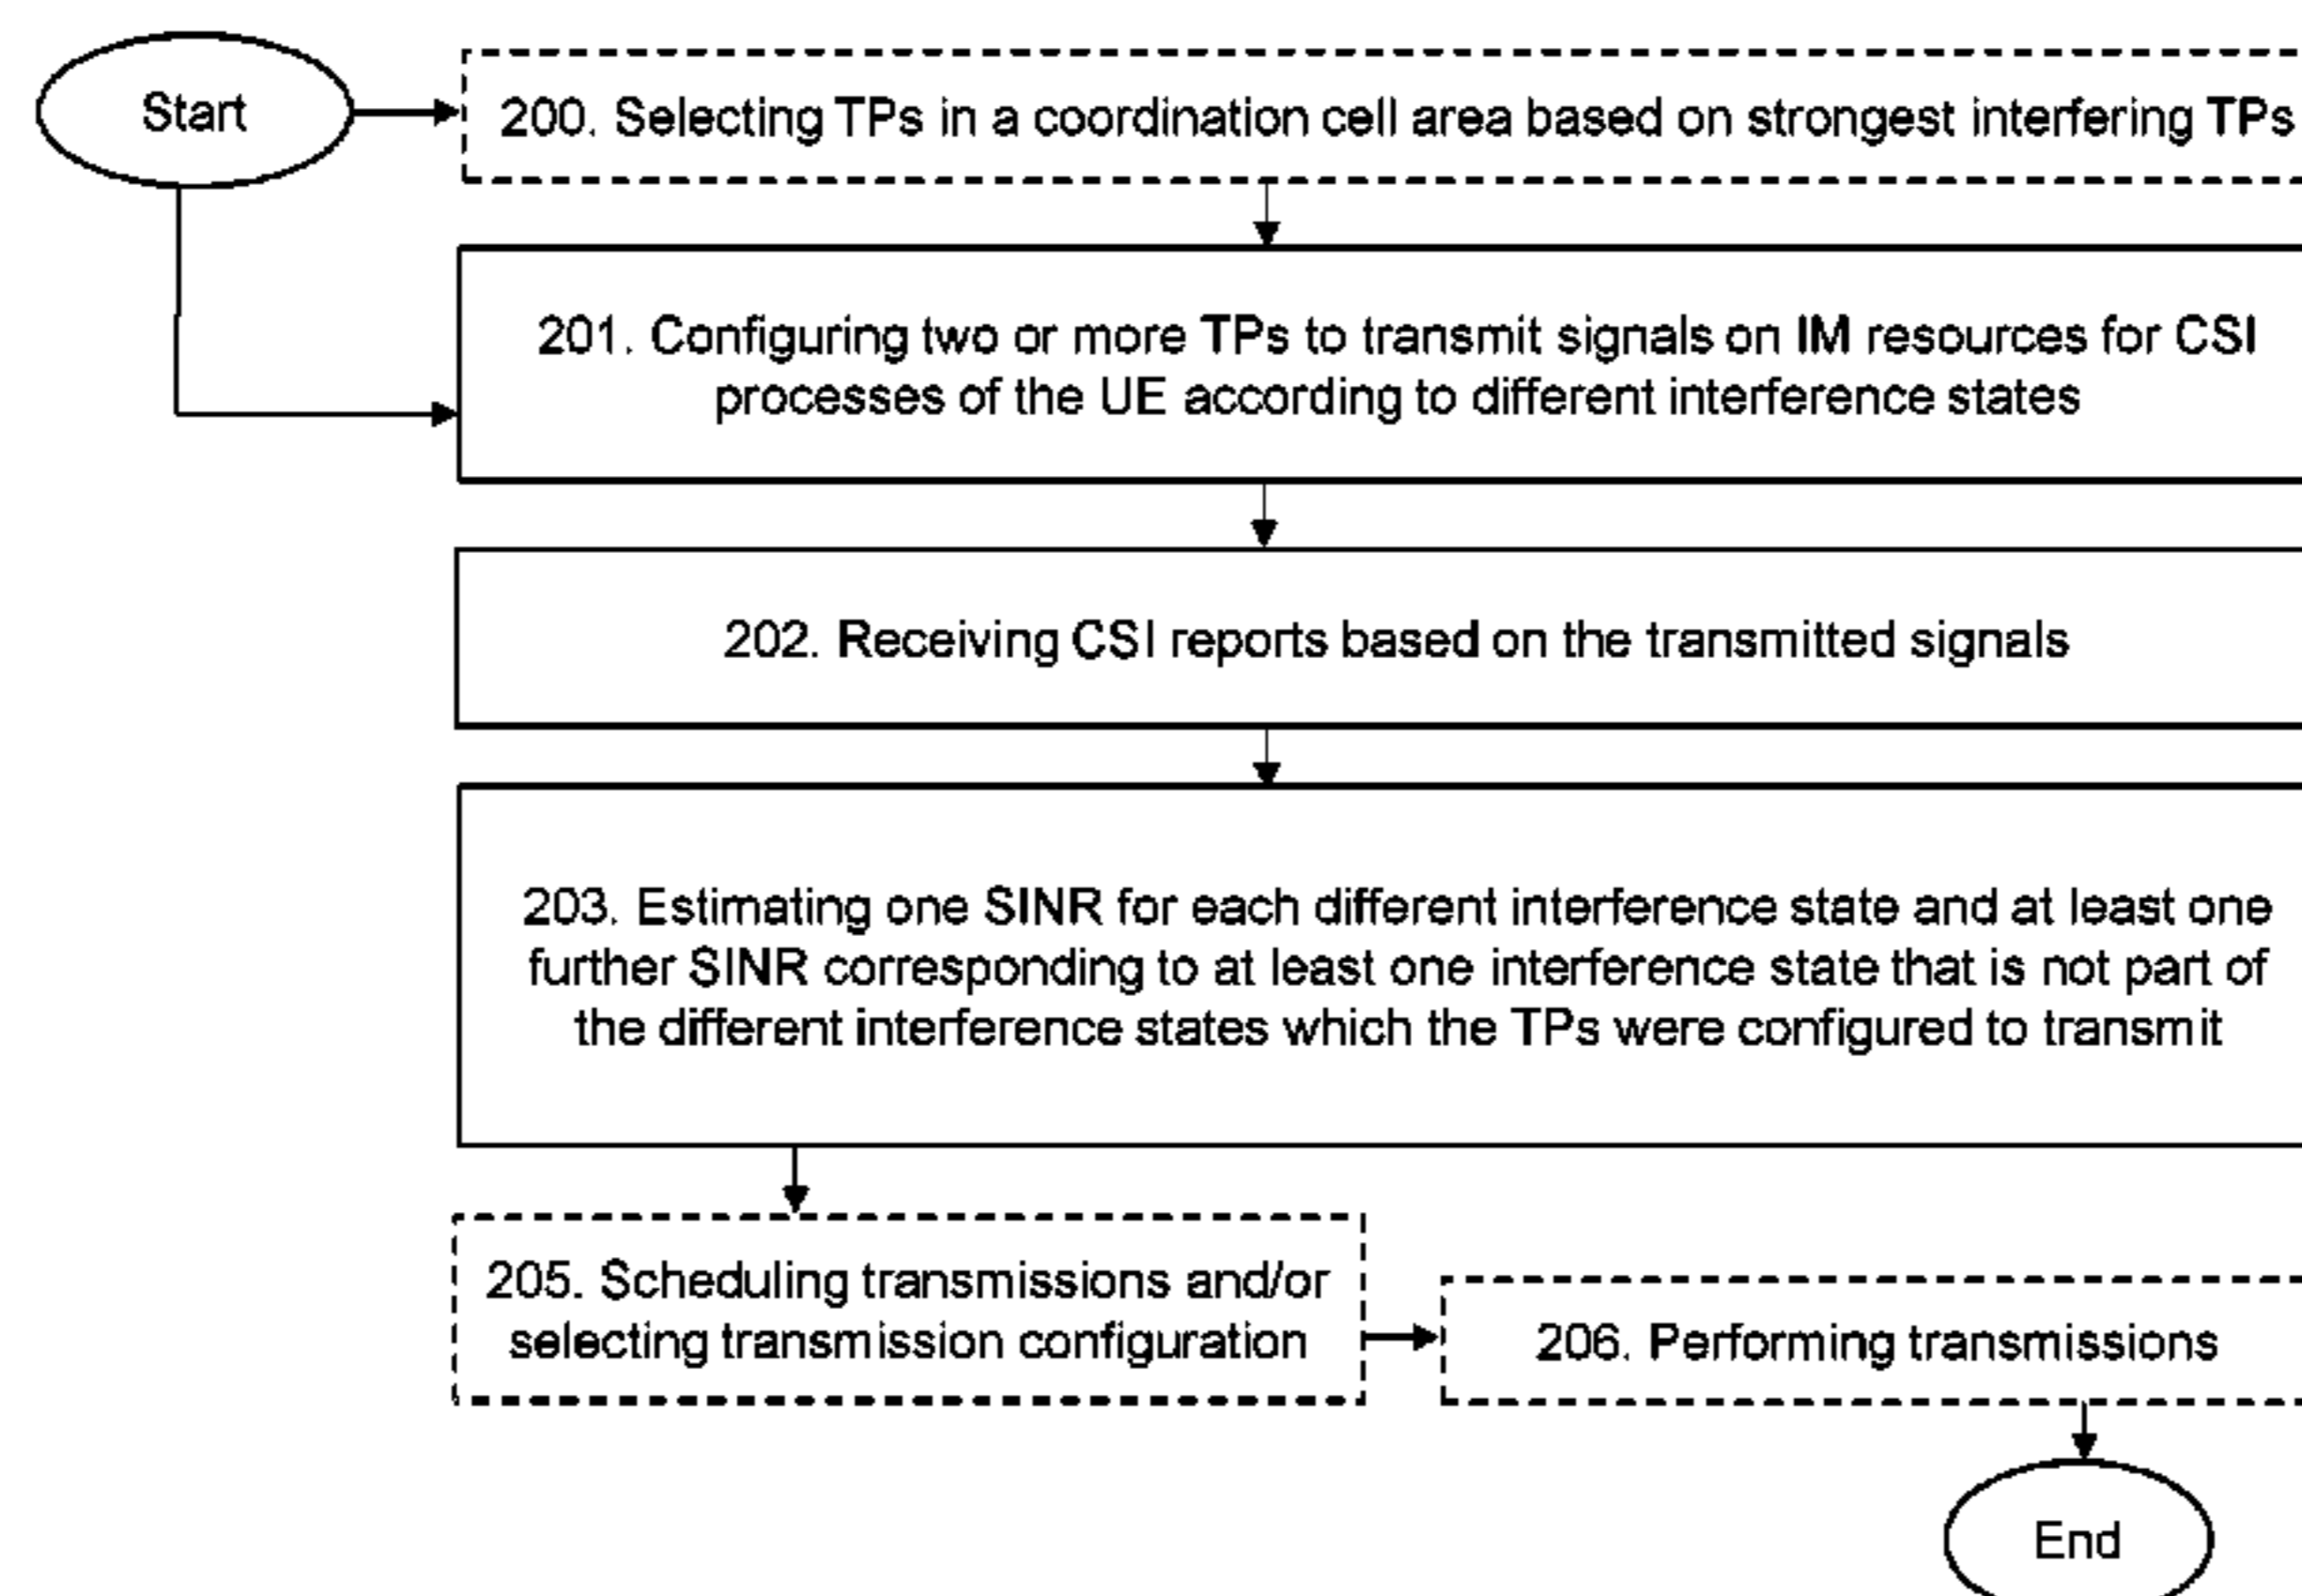 Start
200. Selecting TPs in a coordination cell area based on strongest interfering TPs
201. Configuring two or more TPs to transmit signals on IM resources for CSI
processes of the UE according to different interference states
202. Receiving CSI reports based on the transmitted signals
203. Estimating one SINR for each different interference state and at least one
further SINR corresponding to at least one interference state that is not part of
the different interference states which the TPs were configured to transmit
205. Scheduling transmissions and/or
selecting transmission configuration
206. Performing transmissions
End